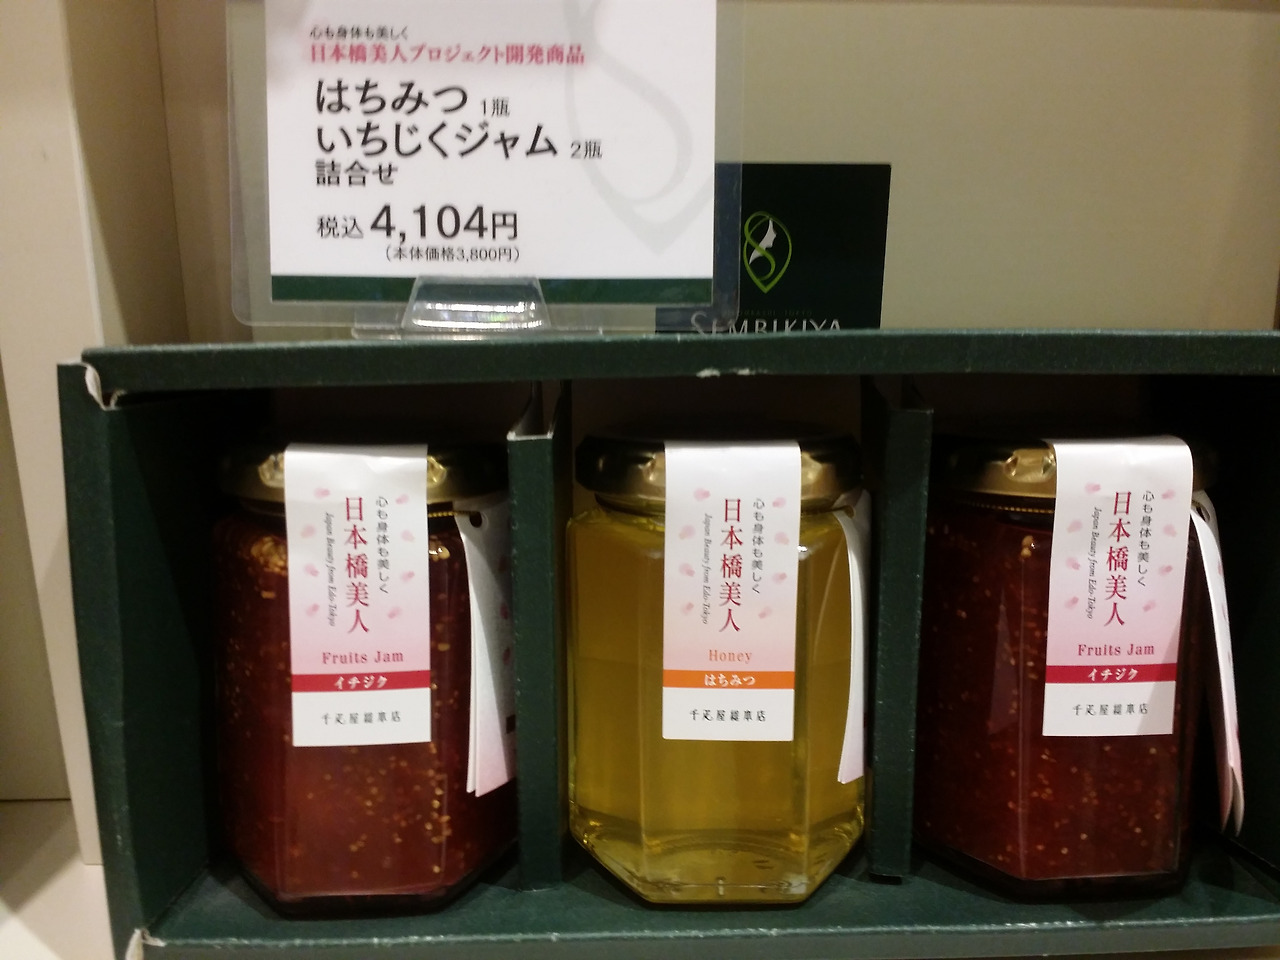 心も身体も美しく
日本橋美人プロジェクト開発商品
はちみつ 1瓶
いちじくジャム 2瓶
詰合せ
税込 4,104円
（本体価格3,800円）
SEMBIKIYA
心も身体も美しく
日本橋美人
Japan Beauty from Edo-Tokyo
Fruits Jam
イチジク
千疋屋総本店
心も身体も美しく
日本橋美人
Japan Beauty from Edo-Tokyo
Honey
はちみつ
千疋屋総本店
心も身体も美しく
日本橋美人
Japan Beauty from Edo-Tokyo
Fruits Jam
イチジク
千疋屋総本店